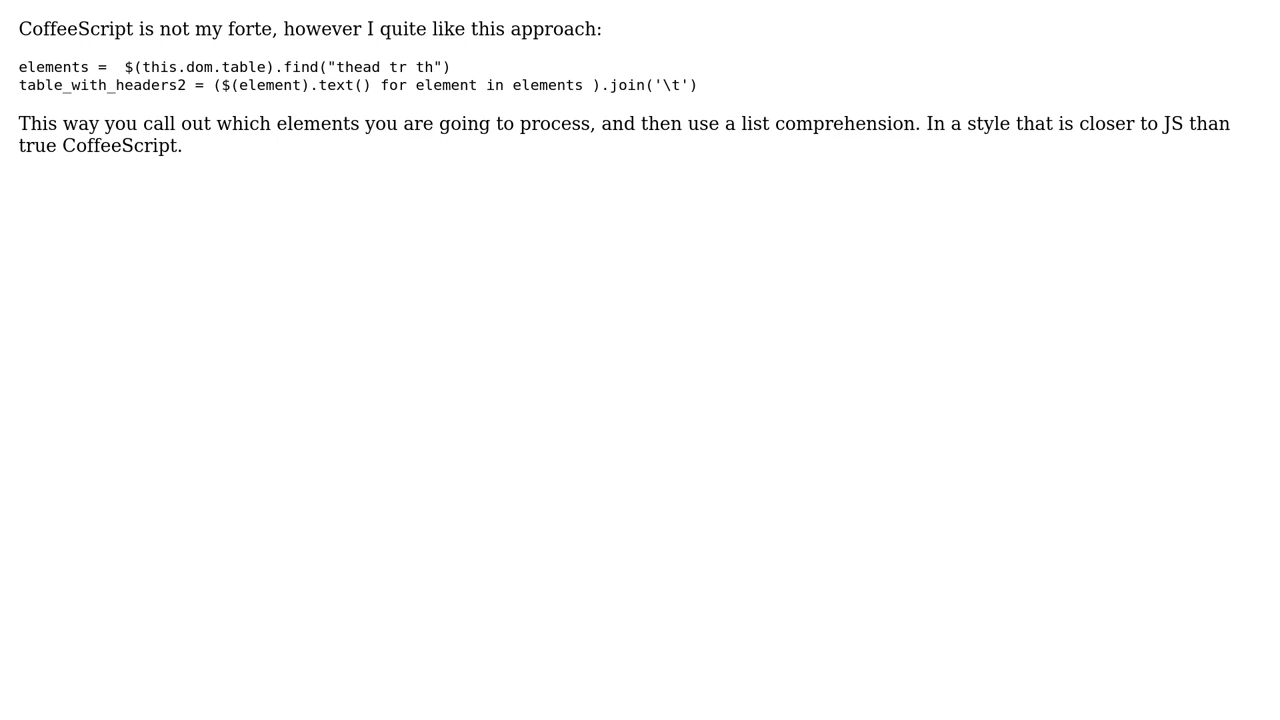 CoffeeScript is not my forte, however I quite like this approach:
elements =  $(this.dom.table).find("thead tr th")
table_with_headers2 = ($(element).text() for element in elements ).join('\t')
This way you call out which elements you are going to process, and then use a list comprehension. In a style that is closer to JS than
true CoffeeScript.